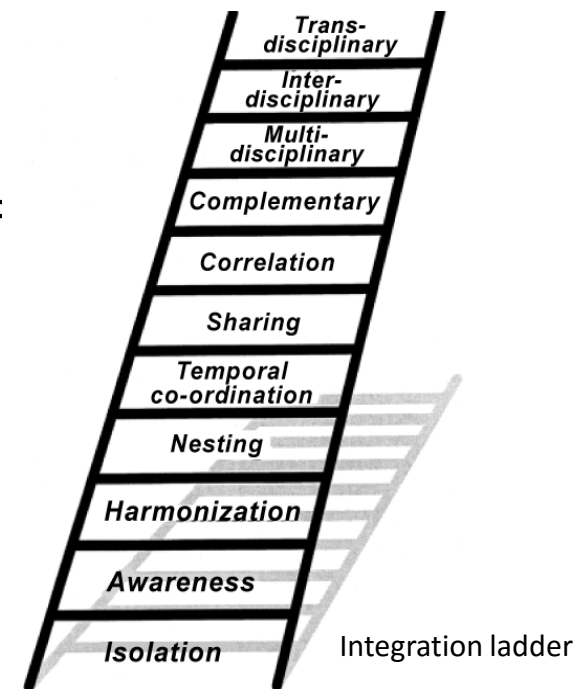 Trans-
disciplinary
Inter-
disciplinary
Multi-
disciplinary
:
Complementary
Correlation
Sharing
Temporal
co-ordination
Nesting
Harmonization
Awareness
Isolation
Integration ladder